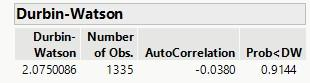 Durbin-Watson
Durbin- Number
Watson of Obs. AutoCorrelation Prob<DW
2.0750086 1335 -0.0380 0.9144